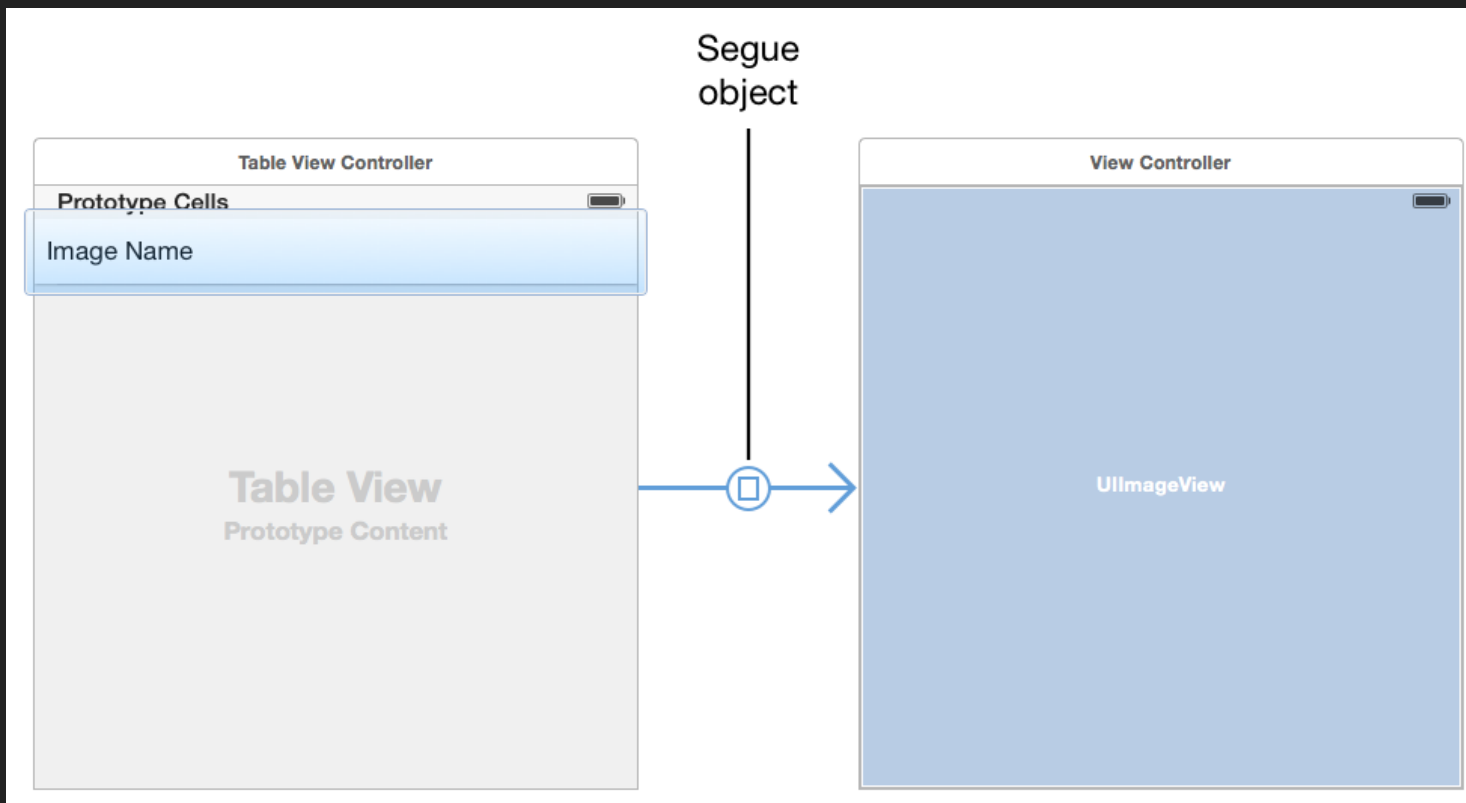 Segue
object
Table View Controller
Prototype Cells
Image Name
Table View
Prototype Content
View Controller
UIImageView